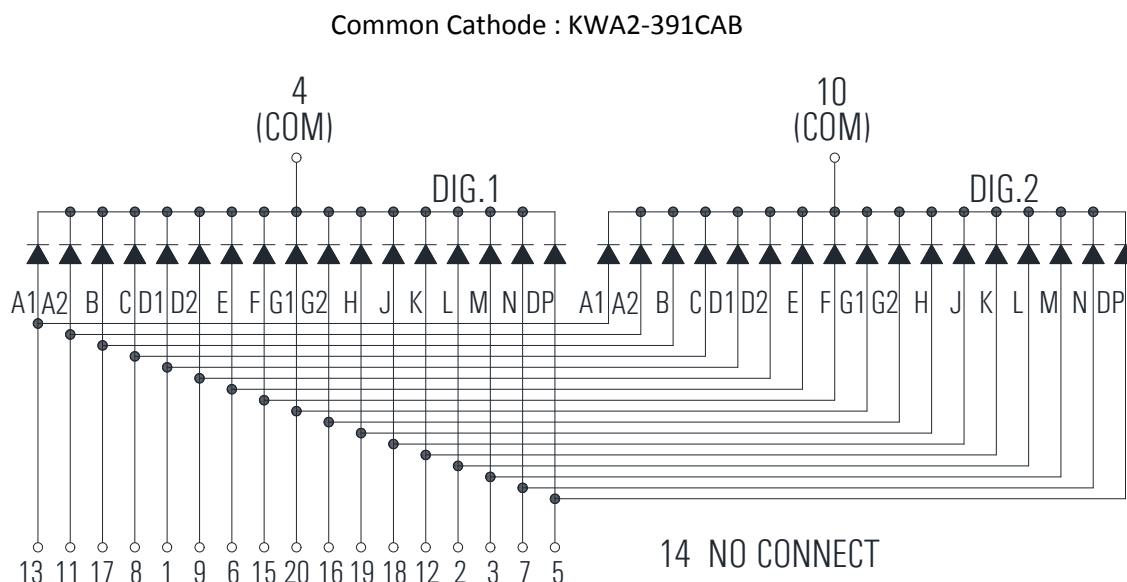 Common Cathode : KWA2-391CAB
4 10
(COM) (COM)
DIG.1 DIG.2
A1 A2 B C D1 D2 E F G1 G2 H J K L M N DP A1 A2 B C D1 D2 E F G1 G2 H J K L M N DP
14 NO CONNECT
13 11 17 8 1 9 6 15 20 16 19 18 12 2 3 7 5